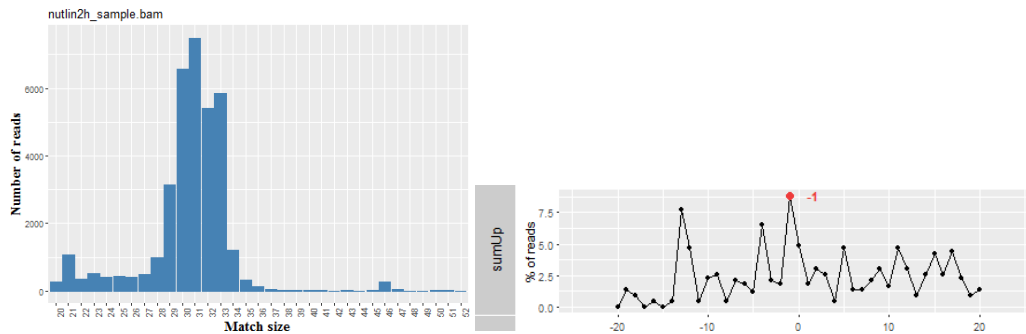 nutlin2h_sample.bam
Number of reads
6000
4000
2000
0
20 21 22 23 24 25 26 27 28 29 30 31 32 33 34 35 36 37 38 39 40 41 42 43 44 45 46 47 48 49 50 51 52
Match size
sumUp
% of reads
7.5
5.0
2.5
0.0
-1
-20 -10 0 10 20